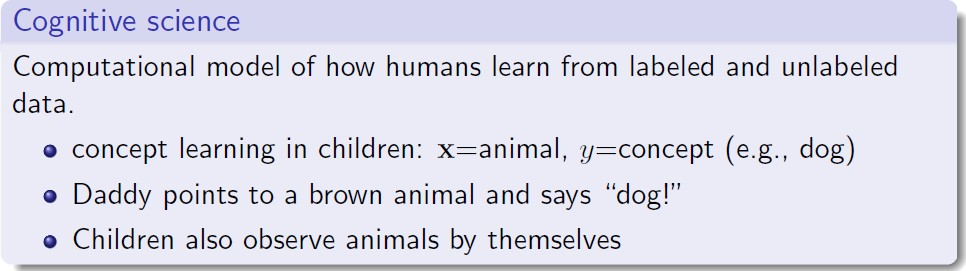 Cognitive science
Computational model of how humans learn from labeled and unlabeled
data.
concept learning in children: x=animal, y=concept (e.g., dog)
Daddy points to a brown animal and says “dog!”
Children also observe animals by themselves